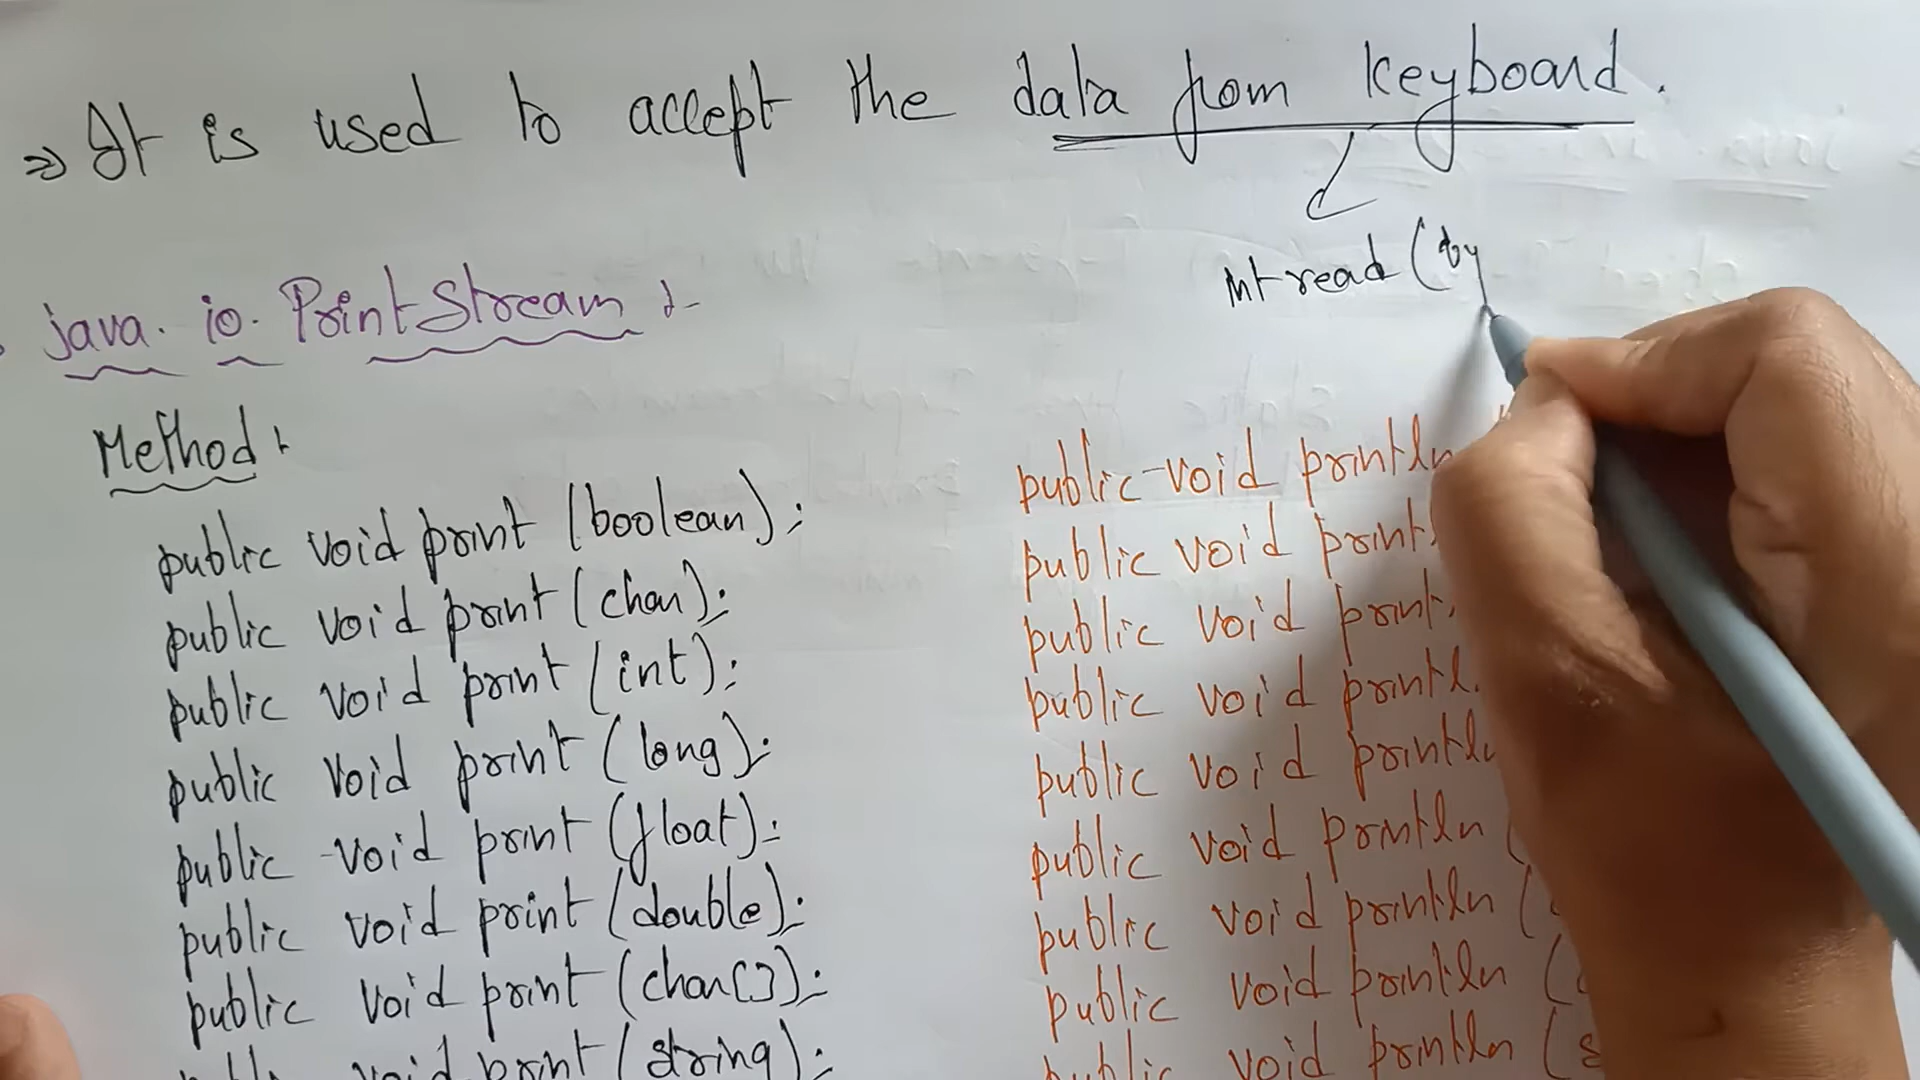 ⇒ It is used to accept the data from keyboard.
int read (by
java. io. PrintStream :-
Method :
public void print (boolean);
public void print (char);
public void print (int);
public void print (long);
public void print (float);
public void print (double);
public void print (char[]);
void print (string);
public void println
public void print
public void print
public void printl
public void println
public void println (
public void println (
public void println (
public void println (s